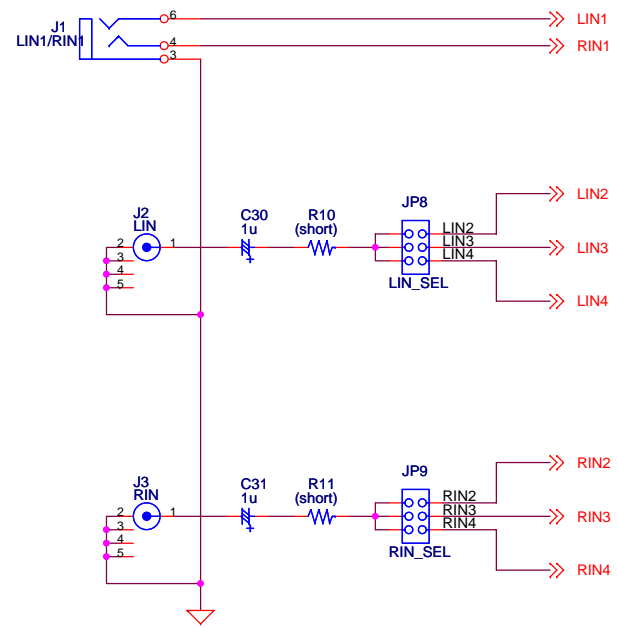 J1
LIN1/RIN1
6
4
3
LIN1
RIN1
J2
LIN
2
3
4
5
1
C30
1u
R10
(short)
JP8
LIN2
LIN3
LIN4
LIN_SEL
LIN2
LIN3
LIN4
J3
RIN
2
3
4
5
1
C31
1u
R11
(short)
JP9
RIN2
RIN3
RIN4
RIN_SEL
RIN2
RIN3
RIN4